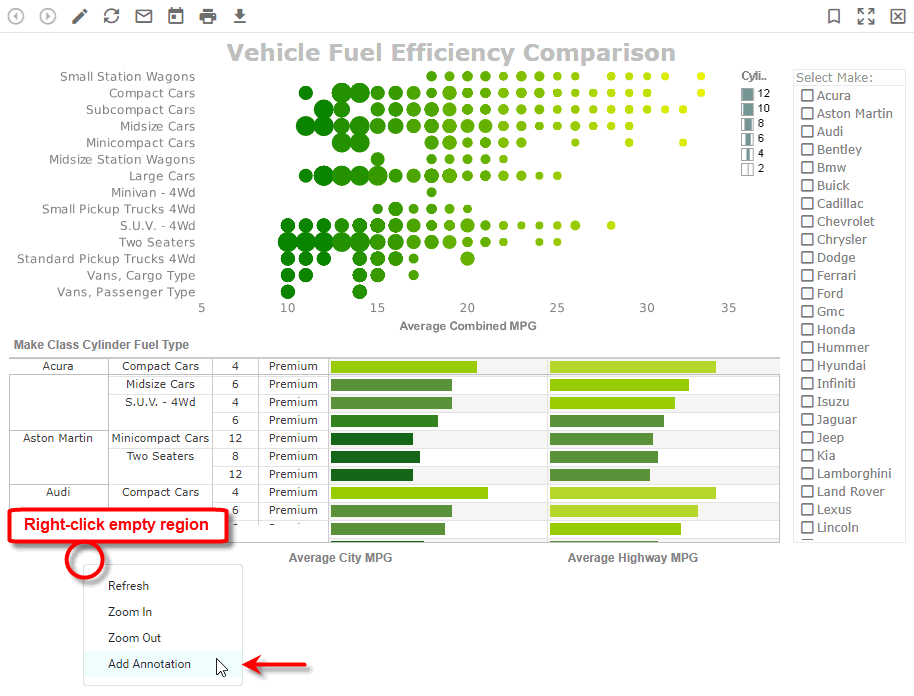 Vehicle Fuel Efficiency Comparison
Small Station Wagons
Compact Cars
Subcompact Cars
Midsize Cars
Minicompact Cars
Midsize Station Wagons
Large Cars
Minivan - 4Wd
Small Pickup Trucks 4Wd
S.U.V. - 4Wd
Two Seaters
Standard Pickup Trucks 4Wd
Vans, Cargo Type
Vans, Passenger Type
5 10 15 20 25 30 35
Average Combined MPG
Cyli..
12
10
8
6
4
2
Select Make:
Acura
Aston Martin
Audi
Bentley
Bmw
Buick
Cadillac
Chevrolet
Chrysler
Dodge
Ferrari
Ford
Gmc
Honda
Hummer
Hyundai
Infiniti
Isuzu
Jaguar
Jeep
Kia
Lamborghini
Land Rover
Lexus
Lincoln
Make Class Cylinder Fuel Type
Acura Compact Cars 4 Premium
Midsize Cars 6 Premium
S.U.V. - 4Wd 4 Premium
6 Premium
Aston Martin Minicompact Cars 12 Premium
Two Seaters 8 Premium
12 Premium
Audi Compact Cars 4 Premium
6 Premium
Premium
Average City MPG Average Highway MPG
Right-click empty region
Refresh
Zoom In
Zoom Out
Add Annotation